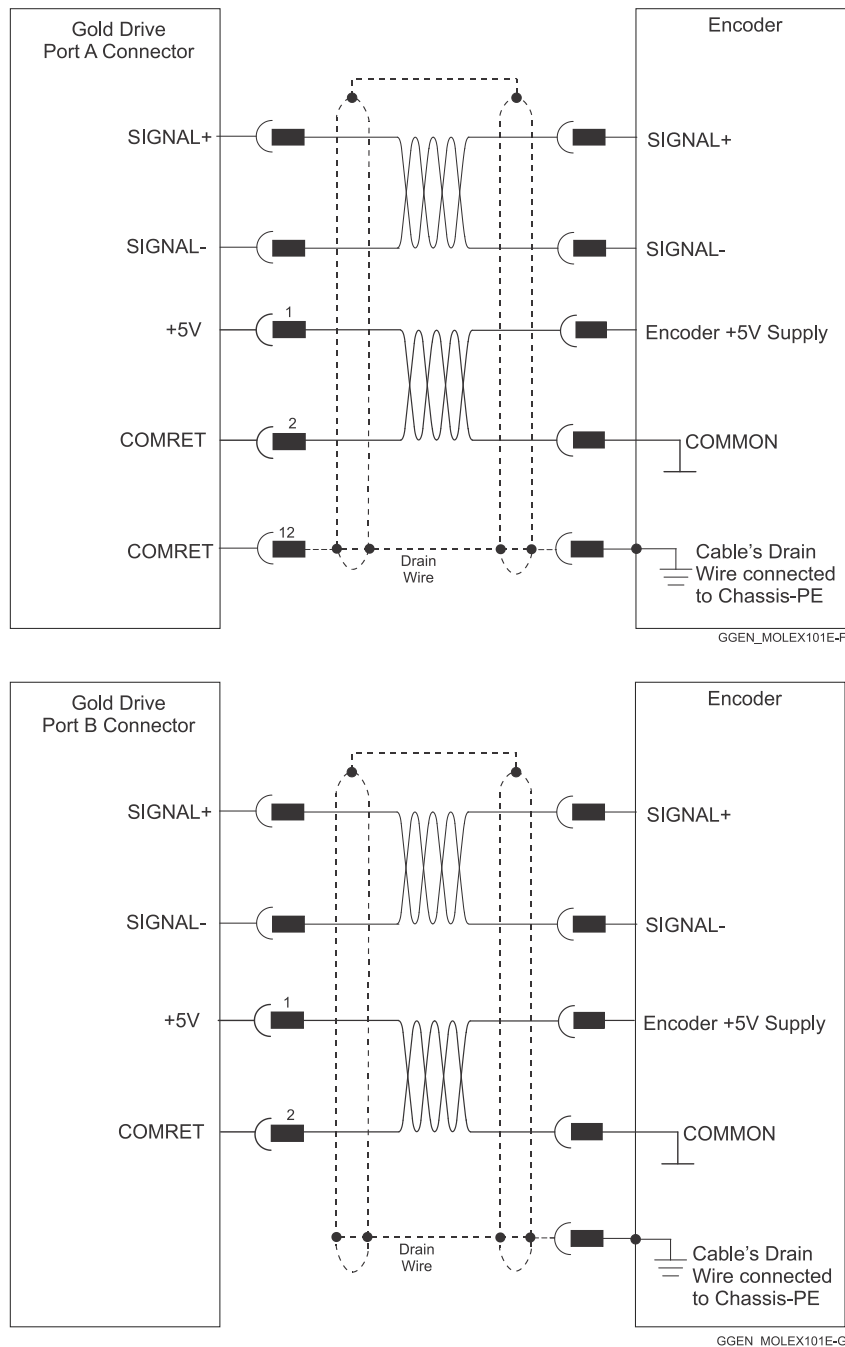 Gold Drive
Port A Connector
Encoder
SIGNAL+
SIGNAL+
SIGNAL-
SIGNAL-
+5V
1
Encoder +5V Supply
COMRET
2
COMMON
COMRET
12
Drain
Wire
Cable's Drain
Wire connected
to Chassis-PE
GGEN_MOLEX101E-F
Gold Drive
Port B Connector
Encoder
SIGNAL+
SIGNAL+
SIGNAL-
SIGNAL-
+5V
1
Encoder +5V Supply
COMRET
2
COMMON
Drain
Wire
Cable's Drain
Wire connected
to Chassis-PE
GGEN_MOLEX101E-G